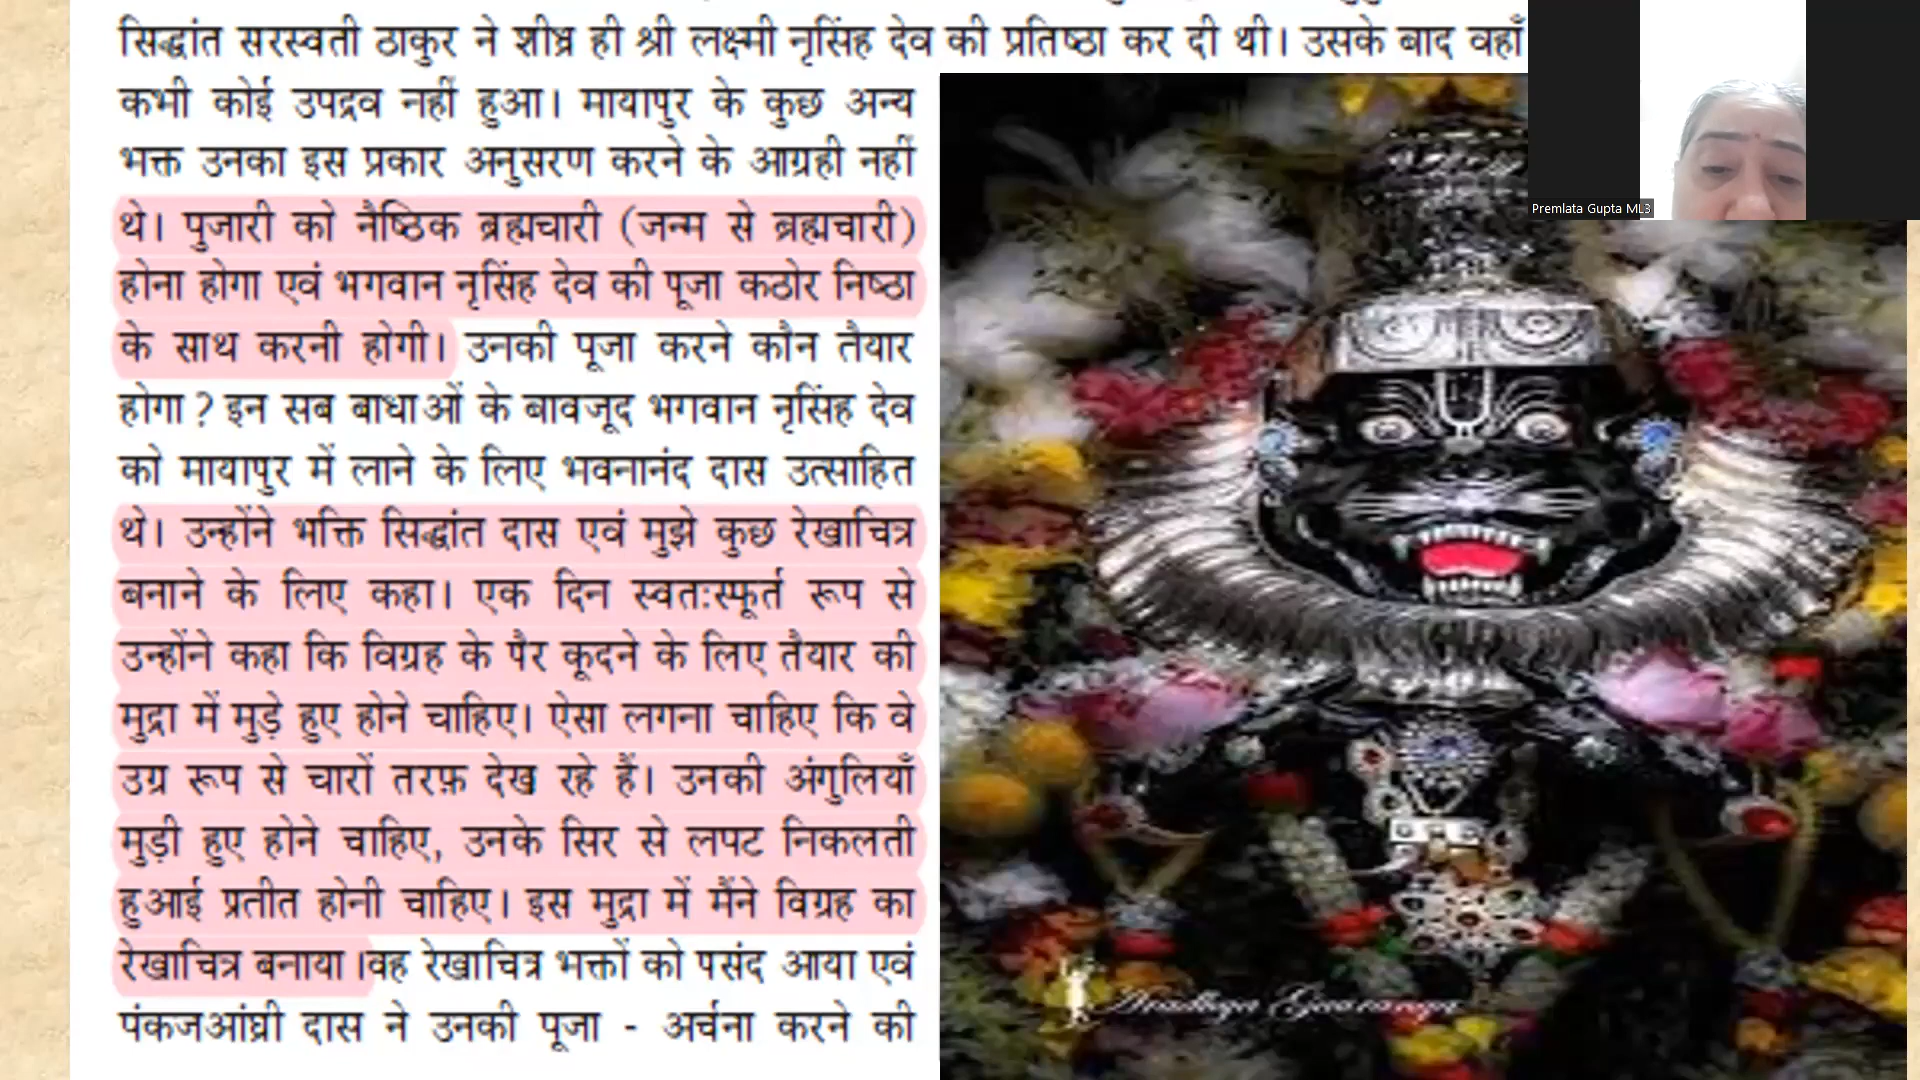 सिद्धांत सरस्वती ठाकुर ने शीघ्र ही श्री लक्ष्मी नृसिंह देव की प्रतिष्ठा कर दी थी। उसके बाद वहाँ
कभी कोई उपद्रव नहीं हुआ। मायापुर के कुछ अन्य
भक्त उनका इस प्रकार अनुसरण करने के आग्रही नहीं
थे। पुजारी को नैष्ठिक ब्रह्मचारी (जन्म से ब्रह्मचारी)
होना होगा एवं भगवान नृसिंह देव की पूजा कठोर निष्ठा
के साथ करनी होगी। उनकी पूजा करने कौन तैयार
होगा ? इन सब बाधाओं के बावजूद भगवान नृसिंह देव
को मायापुर में लाने के लिए भवनानंद दास उत्साहित
थे। उन्होंने भक्ति सिद्धांत दास एवं मुझे कुछ रेखाचित्र
बनाने के लिए कहा। एक दिन स्वतःस्फूर्त रूप से
उन्होंने कहा कि विग्रह के पैर कूदने के लिए तैयार की
मुद्रा में मुड़े हुए होने चाहिए। ऐसा लगना चाहिए कि वे
उग्र रूप से चारों तरफ़ देख रहे हैं। उनकी अंगुलियाँ
मुड़ी हुए होने चाहिए, उनके सिर से लपट निकलती
हुआई प्रतीत होनी चाहिए। इस मुद्रा में मैंने विग्रह का
रेखाचित्र बनाया ।वह रेखाचित्र भक्तों को पसंद आया एवं
पंकजआंघ्री दास ने उनकी पूजा - अर्चना करने की
Premlata Gupta ML3
Aradhya Gauranga